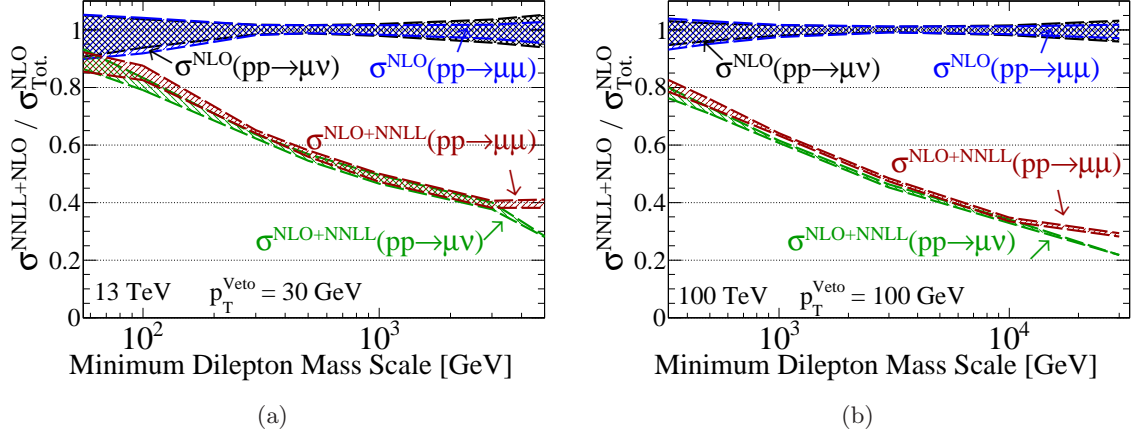 σ^NNLL+NLO / σ_Tot.^NLO
1
0.8
0.6
0.4
0.2
0
σ^NLO(pp→μν)
σ^NLO(pp→μμ)
σ^NLO+NNLL(pp→μμ)
σ^NLO+NNLL(pp→μν)
13 TeV p_T^Veto = 30 GeV
10^2 10^3
Minimum Dilepton Mass Scale [GeV]
(a)
σ^NNLL+NLO / σ_Tot.^NLO
1
0.8
0.6
0.4
0.2
0
σ^NLO(pp→μν)
σ^NLO(pp→μμ)
σ^NLO+NNLL(pp→μμ)
σ^NLO+NNLL(pp→μν)
100 TeV p_T^Veto = 100 GeV
10^3 10^4
Minimum Dilepton Mass Scale [GeV]
(b)